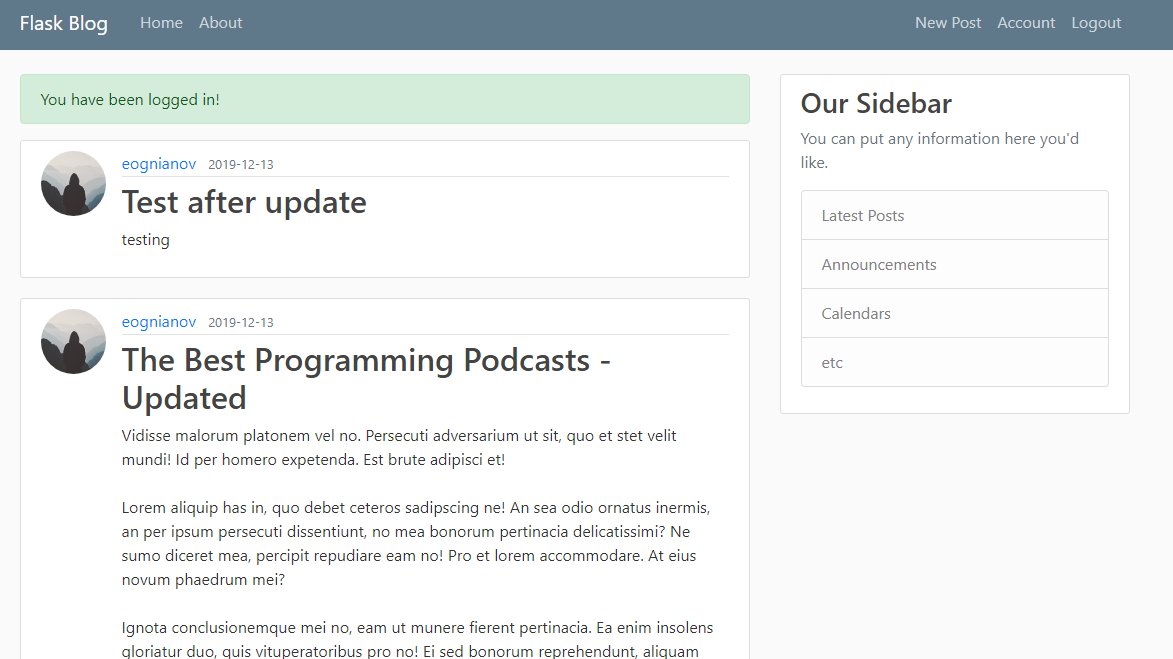 Flask Blog Home About New Post Account Logout
You have been logged in!
eognianov 2019-12-13
Test after update
testing
eognianov 2019-12-13
The Best Programming Podcasts -
Updated
Vidisse malorum platonem vel no. Persecuti adversarium ut sit, quo et stet velit
mundi! Id per homero expetenda. Est brute adipisci et!
Lorem aliquip has in, quo debet ceteros sadipscing ne! An sea odio ornatus inermis,
an per ipsum persecuti dissentiunt, no mea bonorum pertinacia delicatissimi? Ne
sumo diceret mea, percipit repudiare eam no! Pro et lorem accommodare. At eius
novum phaedrum mei?
Ignota conclusionemque mei no, eam ut munere fierent pertinacia. Ea enim insolens
gloriatur duo, quis vituperatoribus pro no! Ei sed bonorum reprehendunt, aliquam
Our Sidebar
You can put any information here you'd
like.
Latest Posts
Announcements
Calendars
etc